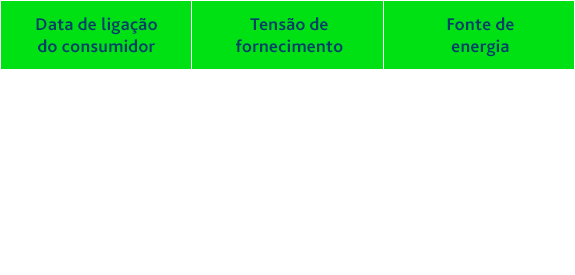 Data de ligação
do consumidor
Tensão de
fornecimento
Fonte de
energia